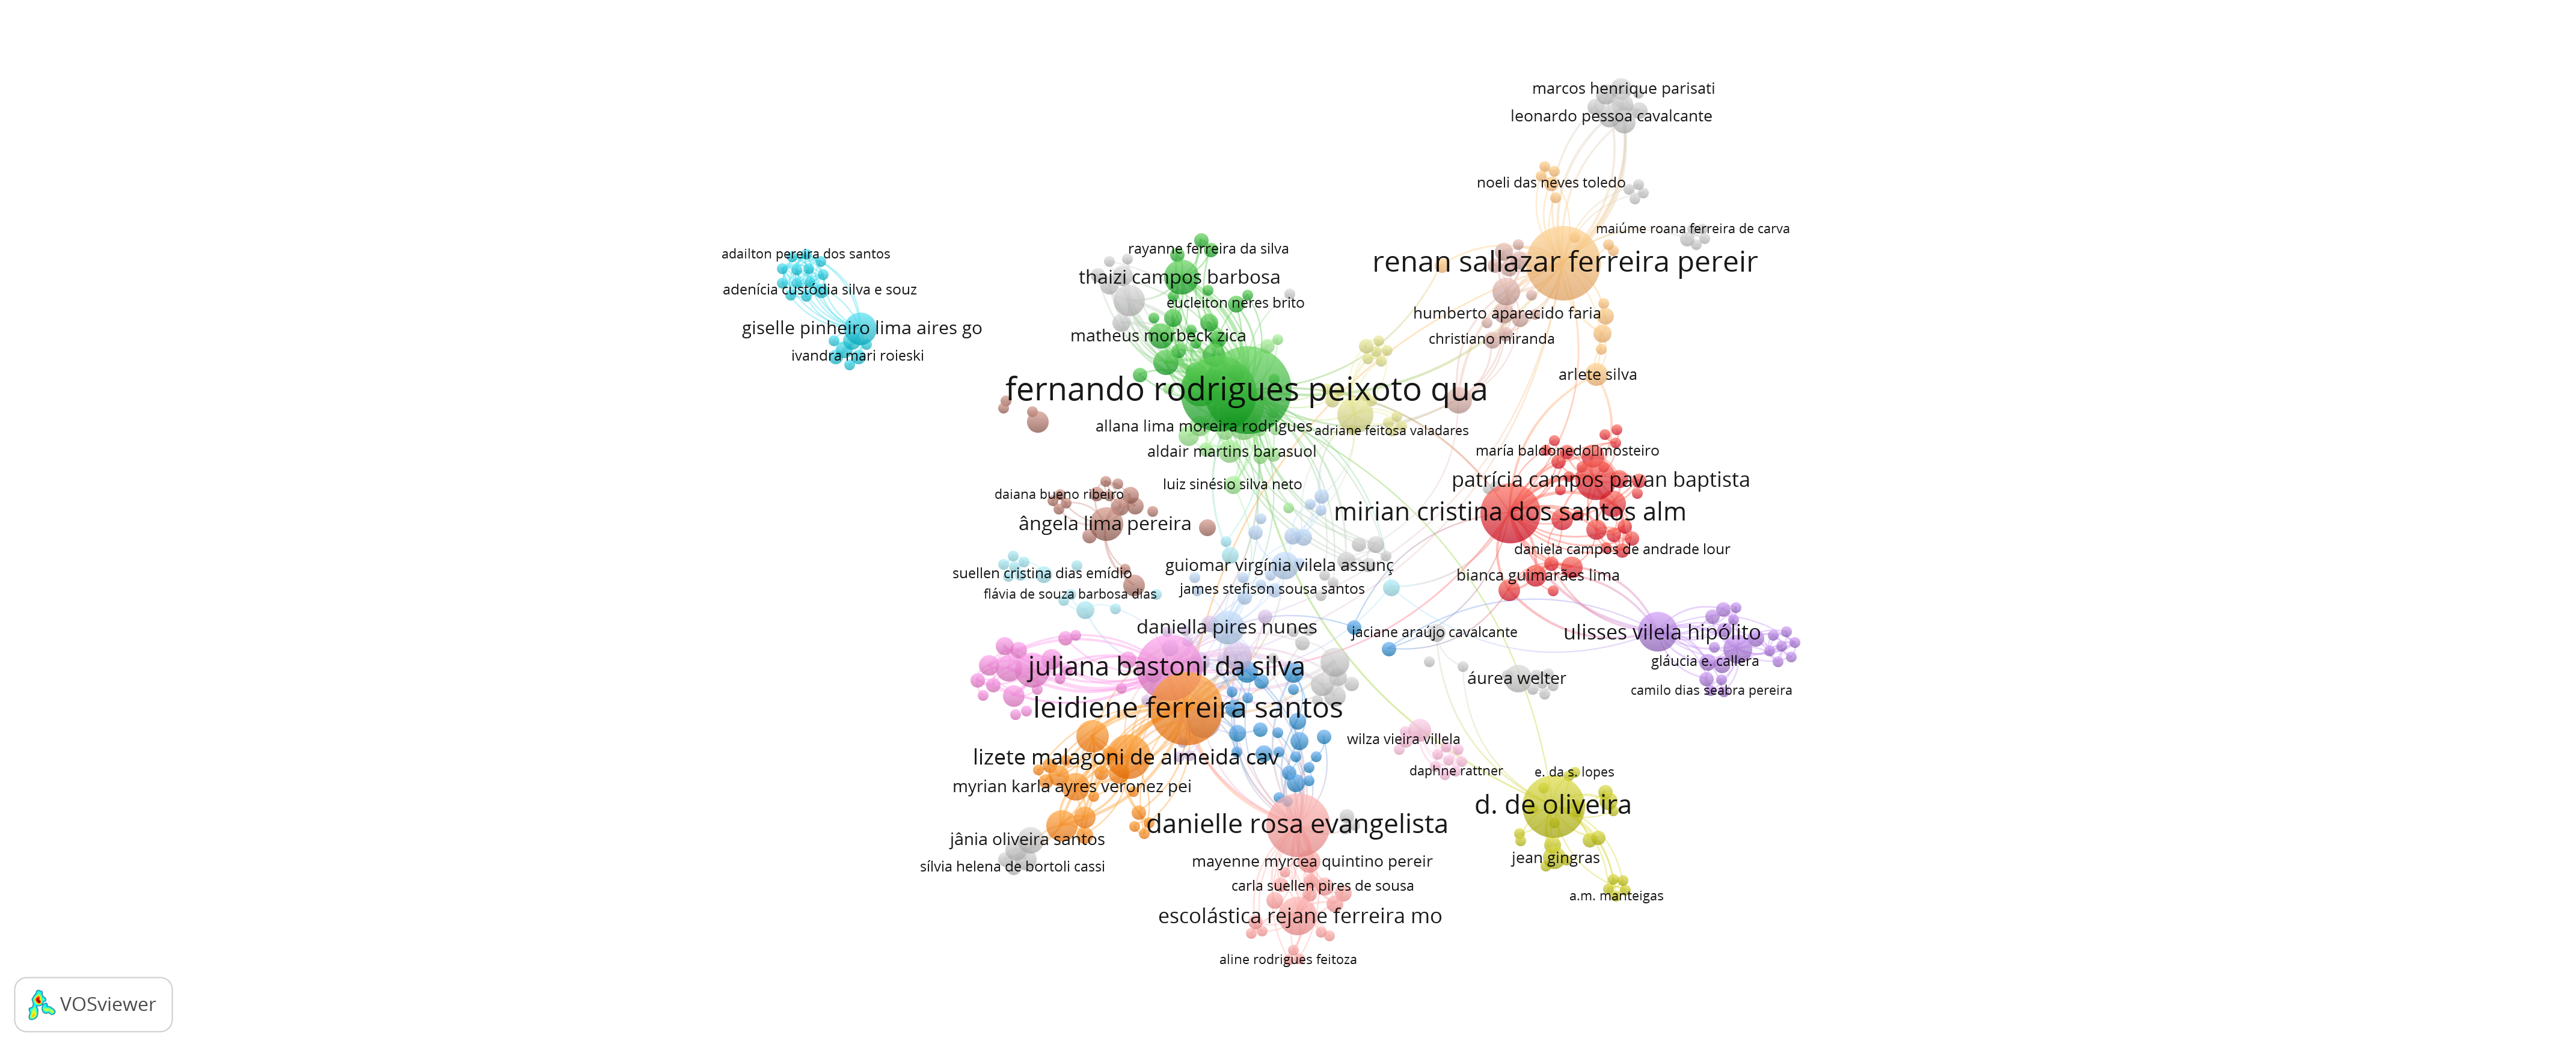 marcos henrique parisati
leonardo pessoa cavalcante
noeli das neves toledo
maiúme roana ferreira de carva
rayanne ferreira da silva
adailton pereira dos santos
renan sallazar ferreira pereir
thaizi campos barbosa
adenícia custódia silva e souz
eucleiton neres brito
humberto aparecido faria
giselle pinheiro lima aires go
matheus morbeck zica
christiano miranda
ivandra mari roieski
arlete silva
fernando rodrigues peixoto qua
allana lima moreira rodrigues
adriane feitosa valadares
aldair martins barasuol
maría baldonedo▯mosteiro
patrícia campos pavan baptista
luiz sinésio silva neto
daiana bueno ribeiro
mirian cristina dos santos alm
ângela lima pereira
daniela campos de andrade lour
guiomar virgínia vilela assunç
suellen cristina dias emídio
bianca guimarães lima
james stefison sousa santos
flávia de souza barbosa dias
daniella pires nunes
jaciane araújo cavalcante
ulisses vilela hipólito
gláucia e. callera
juliana bastoni da silva
áurea welter
camilo dias seabra pereira
leidiene ferreira santos
wilza vieira villela
lizete malagoni de almeida cav
daphne rattner
e. da s. lopes
myrian karla ayres veronez pei
d. de oliveira
danielle rosa evangelista
jânia oliveira santos
jean gingras
mayenne myrcea quintino pereir
sílvia helena de bortoli cassi
carla suellen pires de sousa
a.m. manteigas
escolástica rejane ferreira mo
aline rodrigues feitoza
VOSviewer